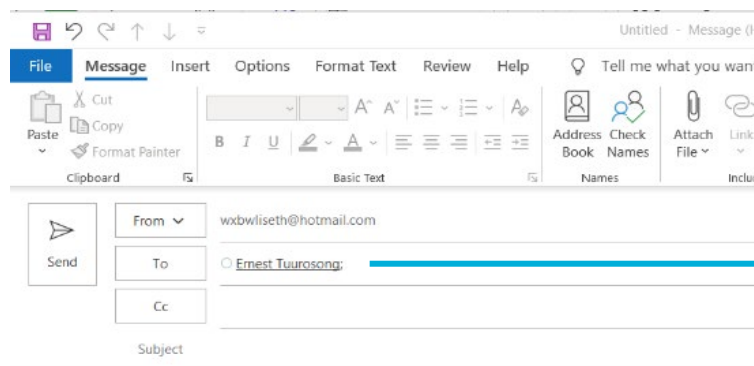 Untitled - Message (H
File Message Insert Options Format Text Review Help Tell me what you wan
Paste
Cut
Copy
Format Painter
Clipboard
B I U
Basic Text
Address Book
Check Names
Names
Attach File
Link
Inclu
Send
From wxbwliseth@hotmail.com
To Ernest Tuurosong;
Cc
Subject